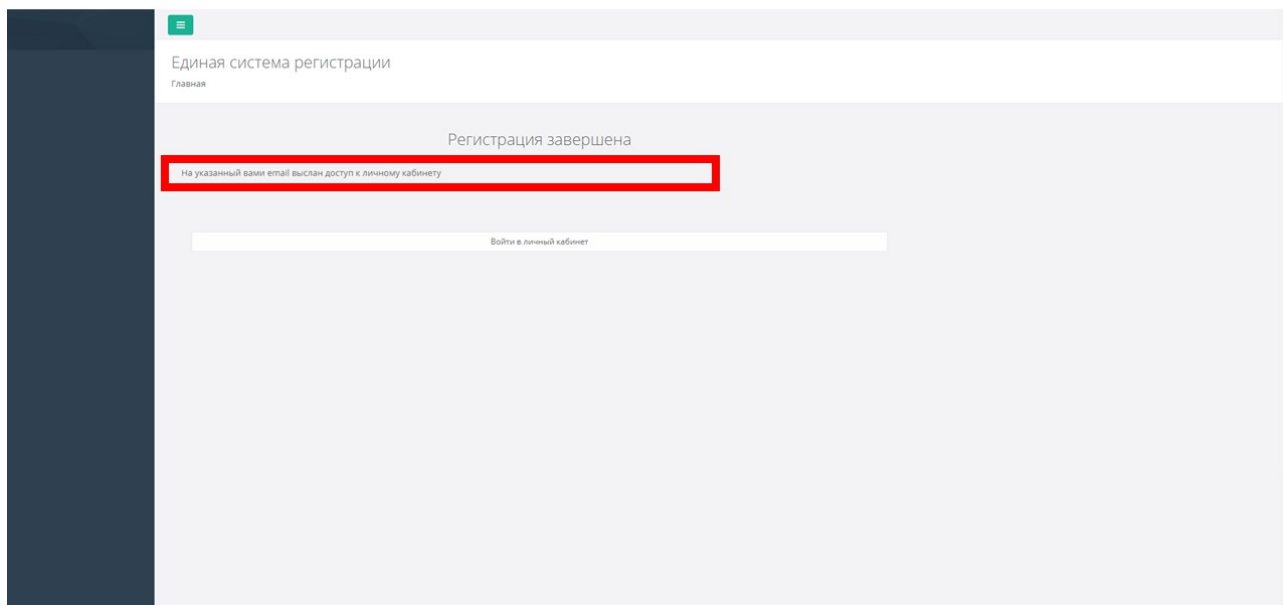 Единая система регистрации
Главная
Регистрация завершена
На указанный вами email выслан доступ к личному кабинету
Войти в личный кабинет